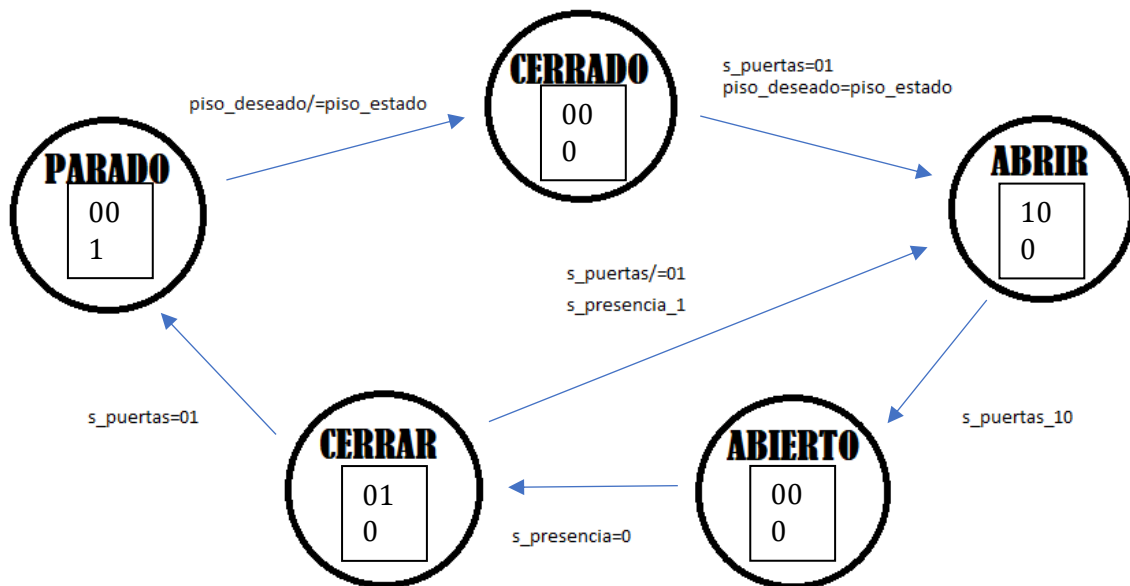 CERRADO
00
0
s_puertas=01
piso_deseado=piso_estado
piso_deseado/=piso_estado
PARADO
00
1
ABRIR
10
0
s_puertas/=01
s_presencia_1
s_puertas=01
s_puertas_10
CERRAR
01
0
ABIERTO
00
0
s_presencia=0